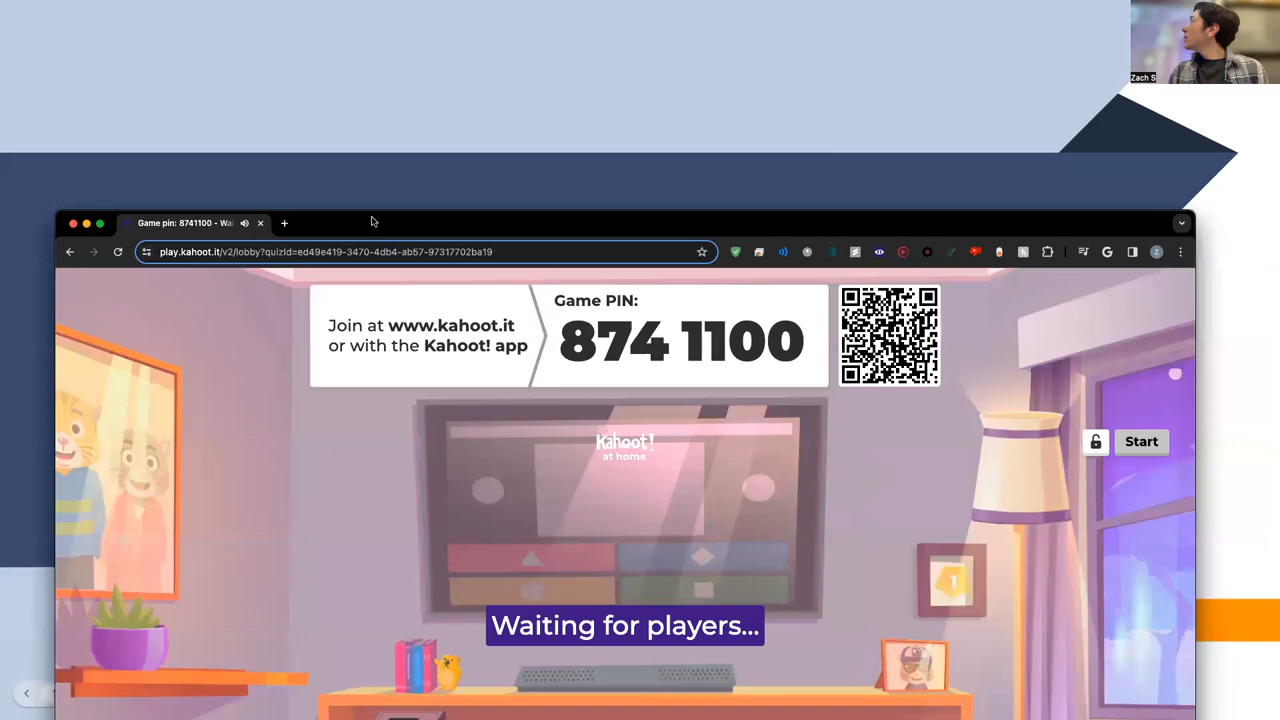 Zach S
Game pin: 8741100 - Wai
play.kahoot.it/v2/lobby?quizId=ed49e419-3470-4db4-ab57-97317702ba19
Join at www.kahoot.it
or with the Kahoot! app
Game PIN:
874 1100
Kahoot!
at home
Start
1
Waiting for players...